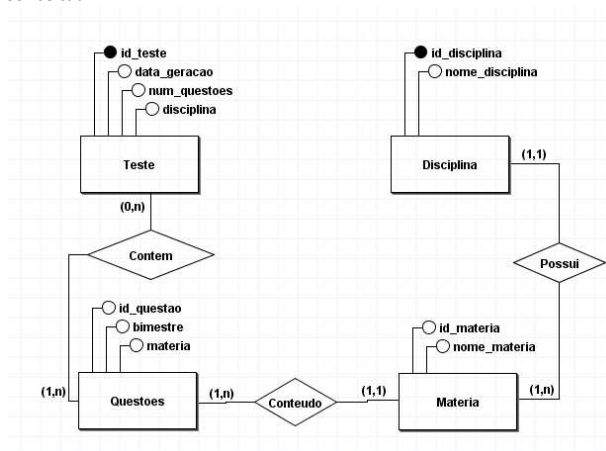 id_teste
data_geracao
num_questoes
disciplina
Teste
(0,n)
Contem
id_disciplina
nome_disciplina
Disciplina
(1,1)
Possui
id_questao
bimestre
materia
(1,n)
Questoes
(1,n)
Conteudo
(1,1)
id_materia
nome_materia
Materia
(1,n)